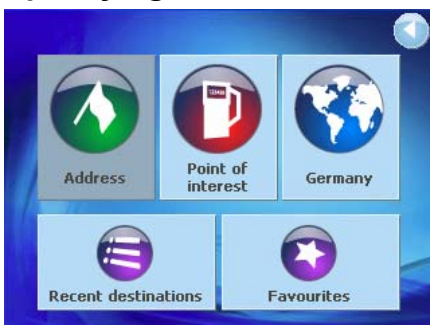 Address
Point of
interest
Germany
Recent destinations
Favourites